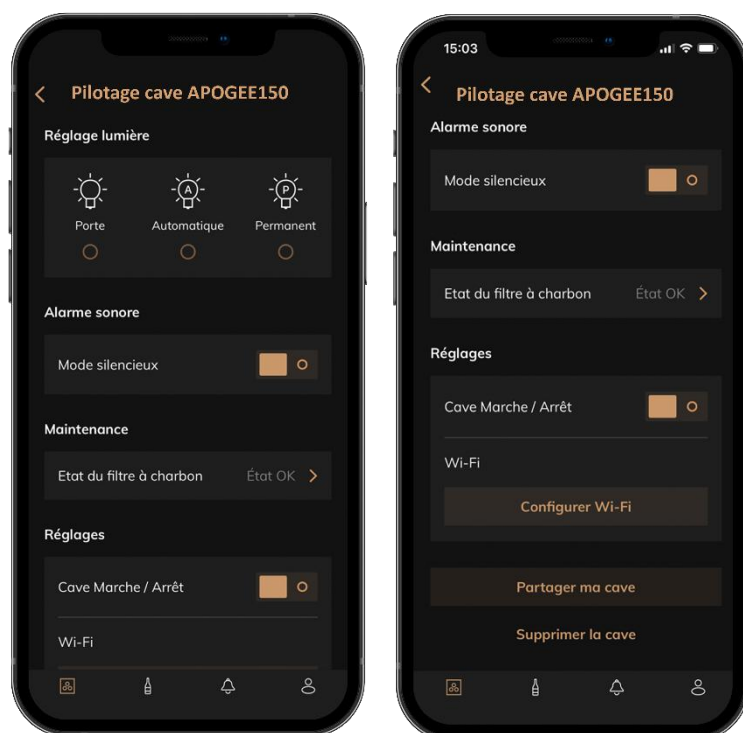 Pilotage cave APOGEE150
Réglage lumière
A
P
Porte
Automatique
Permanent
Alarme sonore
Mode silencieux
Maintenance
Etat du filtre à charbon État OK
Réglages
Cave Marche / Arrêt
Wi-Fi
15:03
Pilotage cave APOGEE150
Alarme sonore
Mode silencieux
Maintenance
Etat du filtre à charbon État OK
Réglages
Cave Marche / Arrêt
Wi-Fi
Configurer Wi-Fi
Partager ma cave
Supprimer la cave